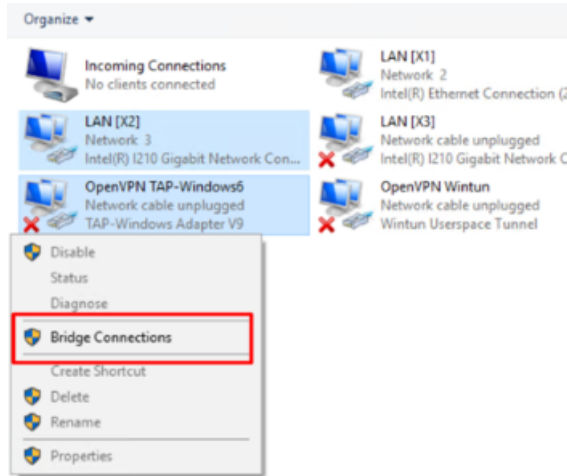 Organize
Incoming Connections
No clients connected
LAN [X1]
Network 2
Intel(R) Ethernet Connection (2
LAN [X2]
Network 3
Intel(R) I210 Gigabit Network Con...
LAN [X3]
Network cable unplugged
Intel(R) I210 Gigabit Network C
OpenVPN TAP-Windows6
Network cable unplugged
TAP-Windows Adapter V9
OpenVPN Wintun
Network cable unplugged
Wintun Userspace Tunnel
Disable
Status
Diagnose
Bridge Connections
Create Shortcut
Delete
Rename
Properties